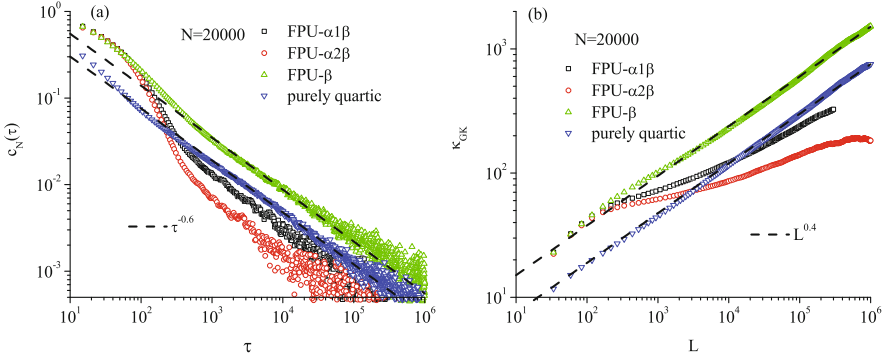 (a)
N=20000
FPU-α1β
FPU-α2β
FPU-β
purely quartic
τ^-0.6
c_N(τ)
10^0
10^-1
10^-2
10^-3
10^1 10^2 10^3 10^4 10^5 10^6
τ
(b)
N=20000
FPU-α1β
FPU-α2β
FPU-β
purely quartic
L^0.4
κ_GK
10^3
10^2
10^1
10^1 10^2 10^3 10^4 10^5 10^6
L